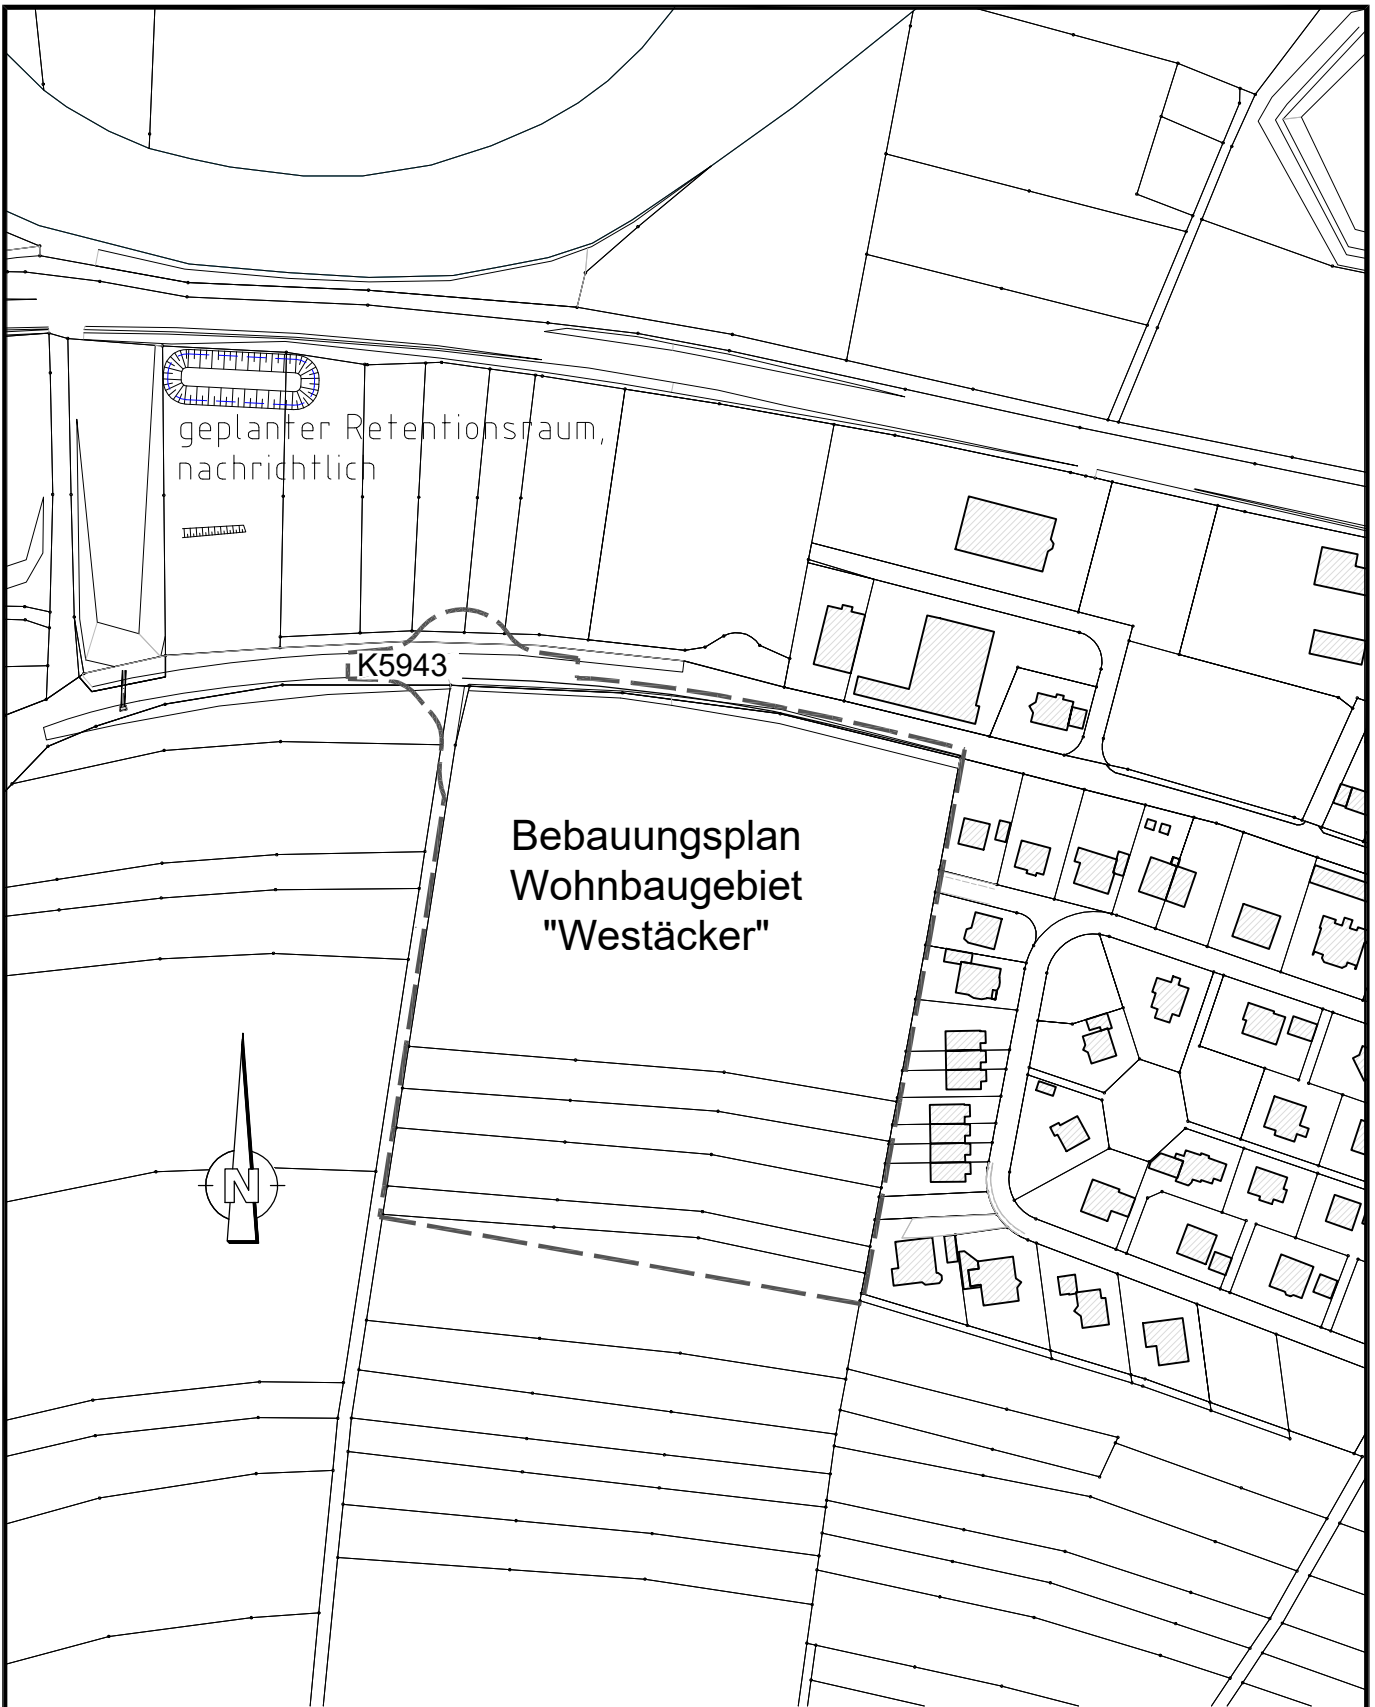 geplanter Retentionsraum,
nachrichtlich
K5943
Bebauungsplan
Wohnbaugebiet
"Westäcker"
N